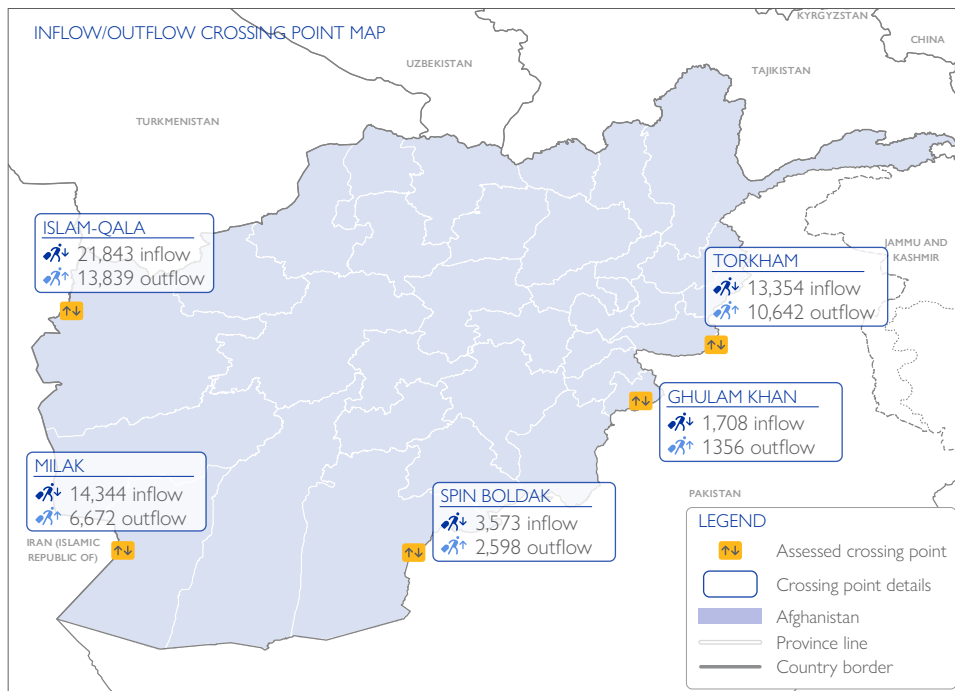 INFLOW/OUTFLOW CROSSING POINT MAP
KYRGYZSTAN
CHINA
UZBEKISTAN
TAJIKISTAN
TURKMENISTAN
ISLAM-QALA
21,843 inflow
13,839 outflow
JAMMU AND
KASHMIR
TORKHAM
13,354 inflow
10,642 outflow
GHULAM KHAN
1,708 inflow
1356 outflow
MILAK
14,344 inflow
6,672 outflow
IRAN (ISLAMIC
REPUBLIC OF)
SPIN BOLDAK
3,573 inflow
2,598 outflow
PAKISTAN
LEGEND
Assessed crossing point
Crossing point details
Afghanistan
Province line
Country border